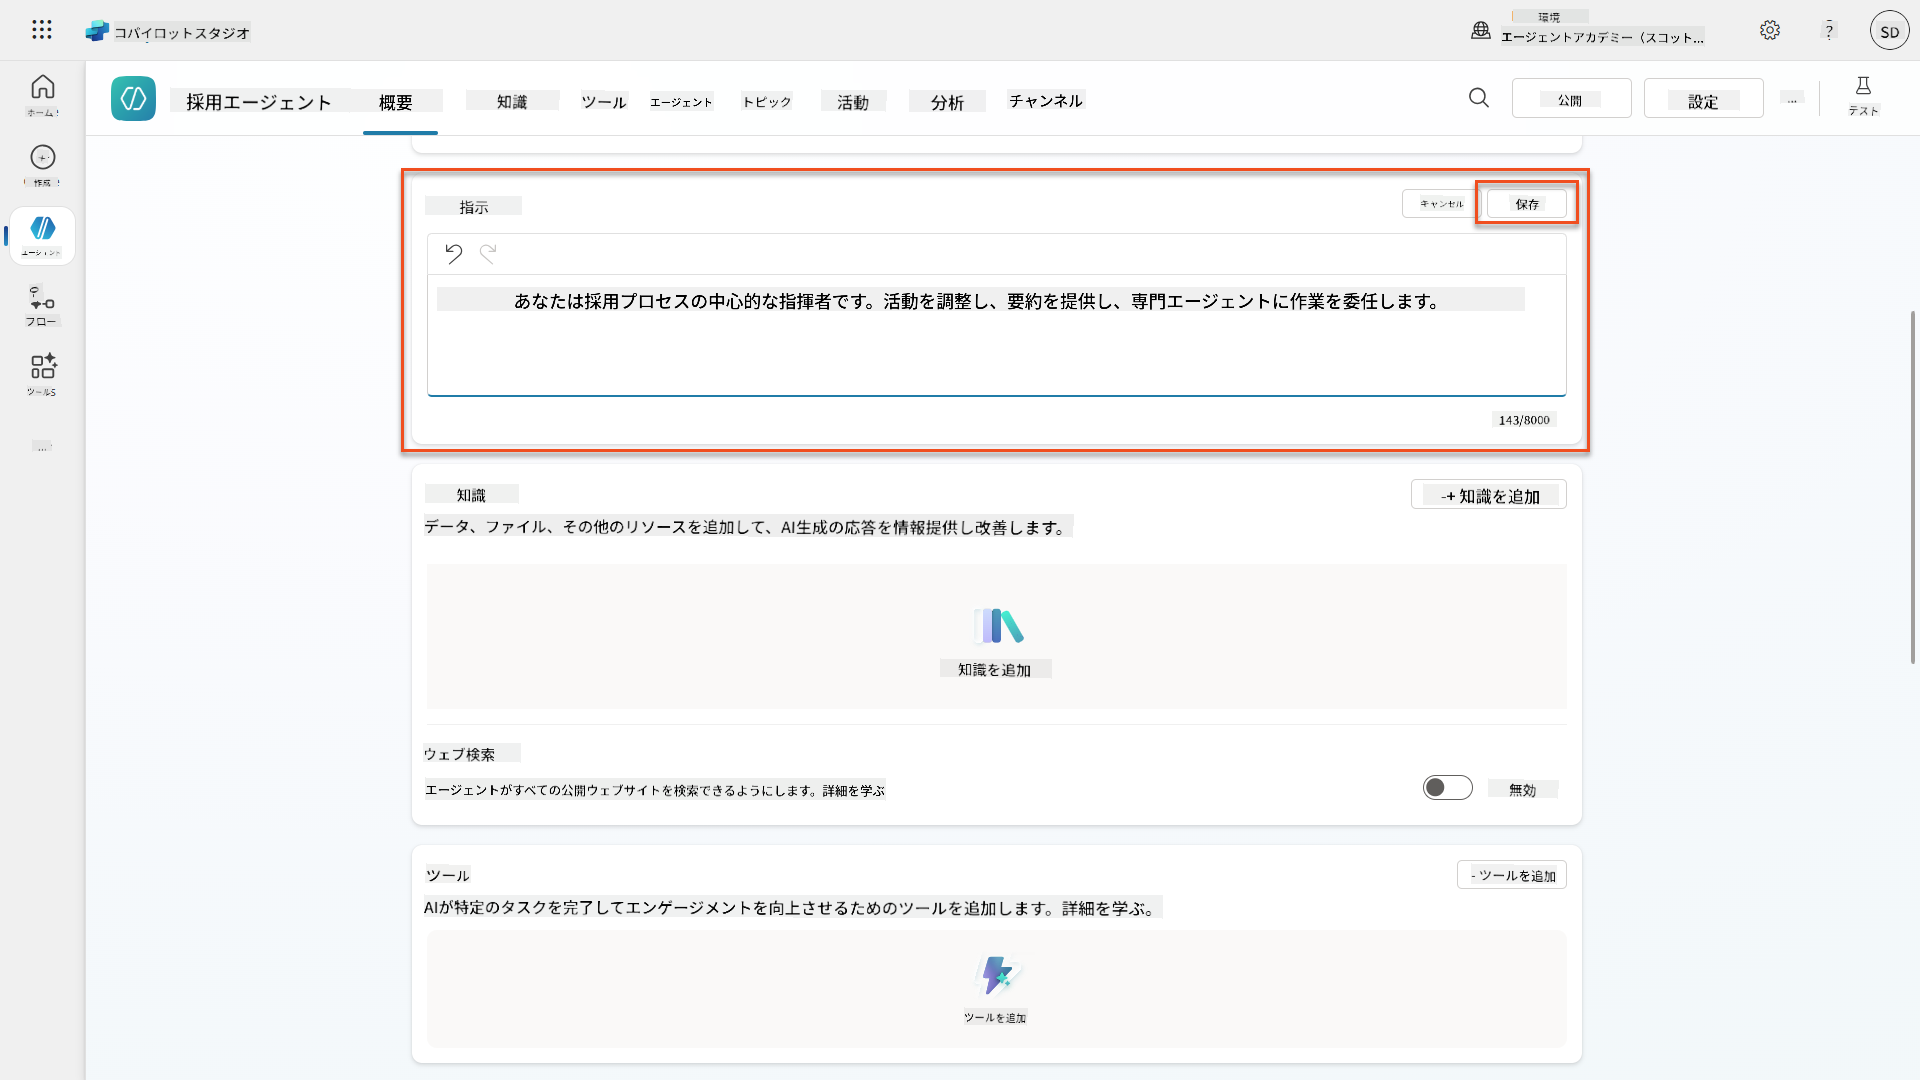 コパイロットスタジオ
環境
エージェントアカデミー（スコット...
?
SD
ホーム
作成
エージェント
フロー
ツールS
...
採用エージェント
概要
知識
ツール
エージェント
トピック
活動
分析
チャンネル
公開
設定
...
テスト
指示
キャンセル
保存
あなたは採用プロセスの中心的な指揮者です。活動を調整し、要約を提供し、専門エージェントに作業を委任します。
143/8000
知識
-+ 知識を追加
データ、ファイル、その他のリソースを追加して、AI生成の応答を情報提供し改善します。
知識を追加
ウェブ検索
エージェントがすべての公開ウェブサイトを検索できるようにします。詳細を学ぶ
無効
ツール
- ツールを追加
AIが特定のタスクを完了してエンゲージメントを向上させるためのツールを追加します。詳細を学ぶ。
ツールを追加